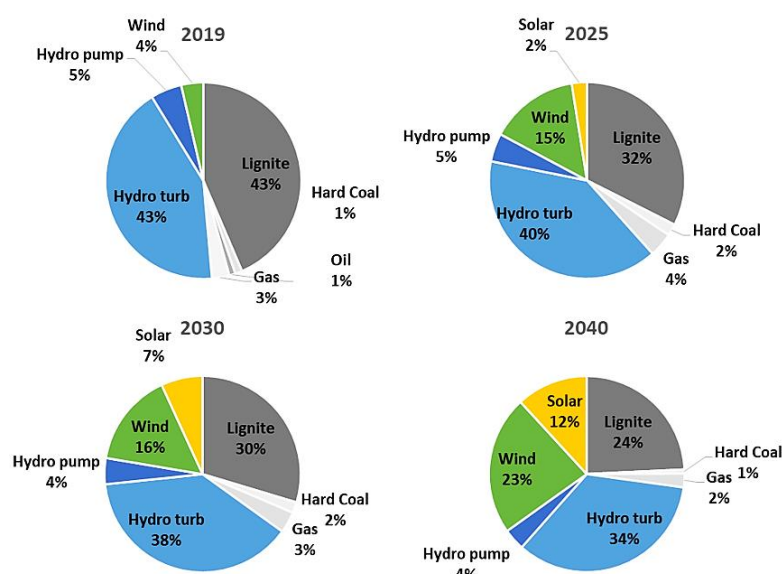 2019
Wind
4%
Hydro pump
5%
Lignite
43%
Hydro turb
43%
Hard Coal
1%
Oil
1%
Gas
3%
2025
Solar
2%
Wind
15%
Lignite
32%
Hydro pump
5%
Hydro turb
40%
Hard Coal
2%
Gas
4%
2030
Solar
7%
Wind
16%
Lignite
30%
Hydro pump
4%
Hydro turb
38%
Hard Coal
2%
Gas
3%
2040
Solar
12%
Lignite
24%
Wind
23%
Hard Coal
1%
Gas
2%
Hydro turb
34%
Hydro pump
4%